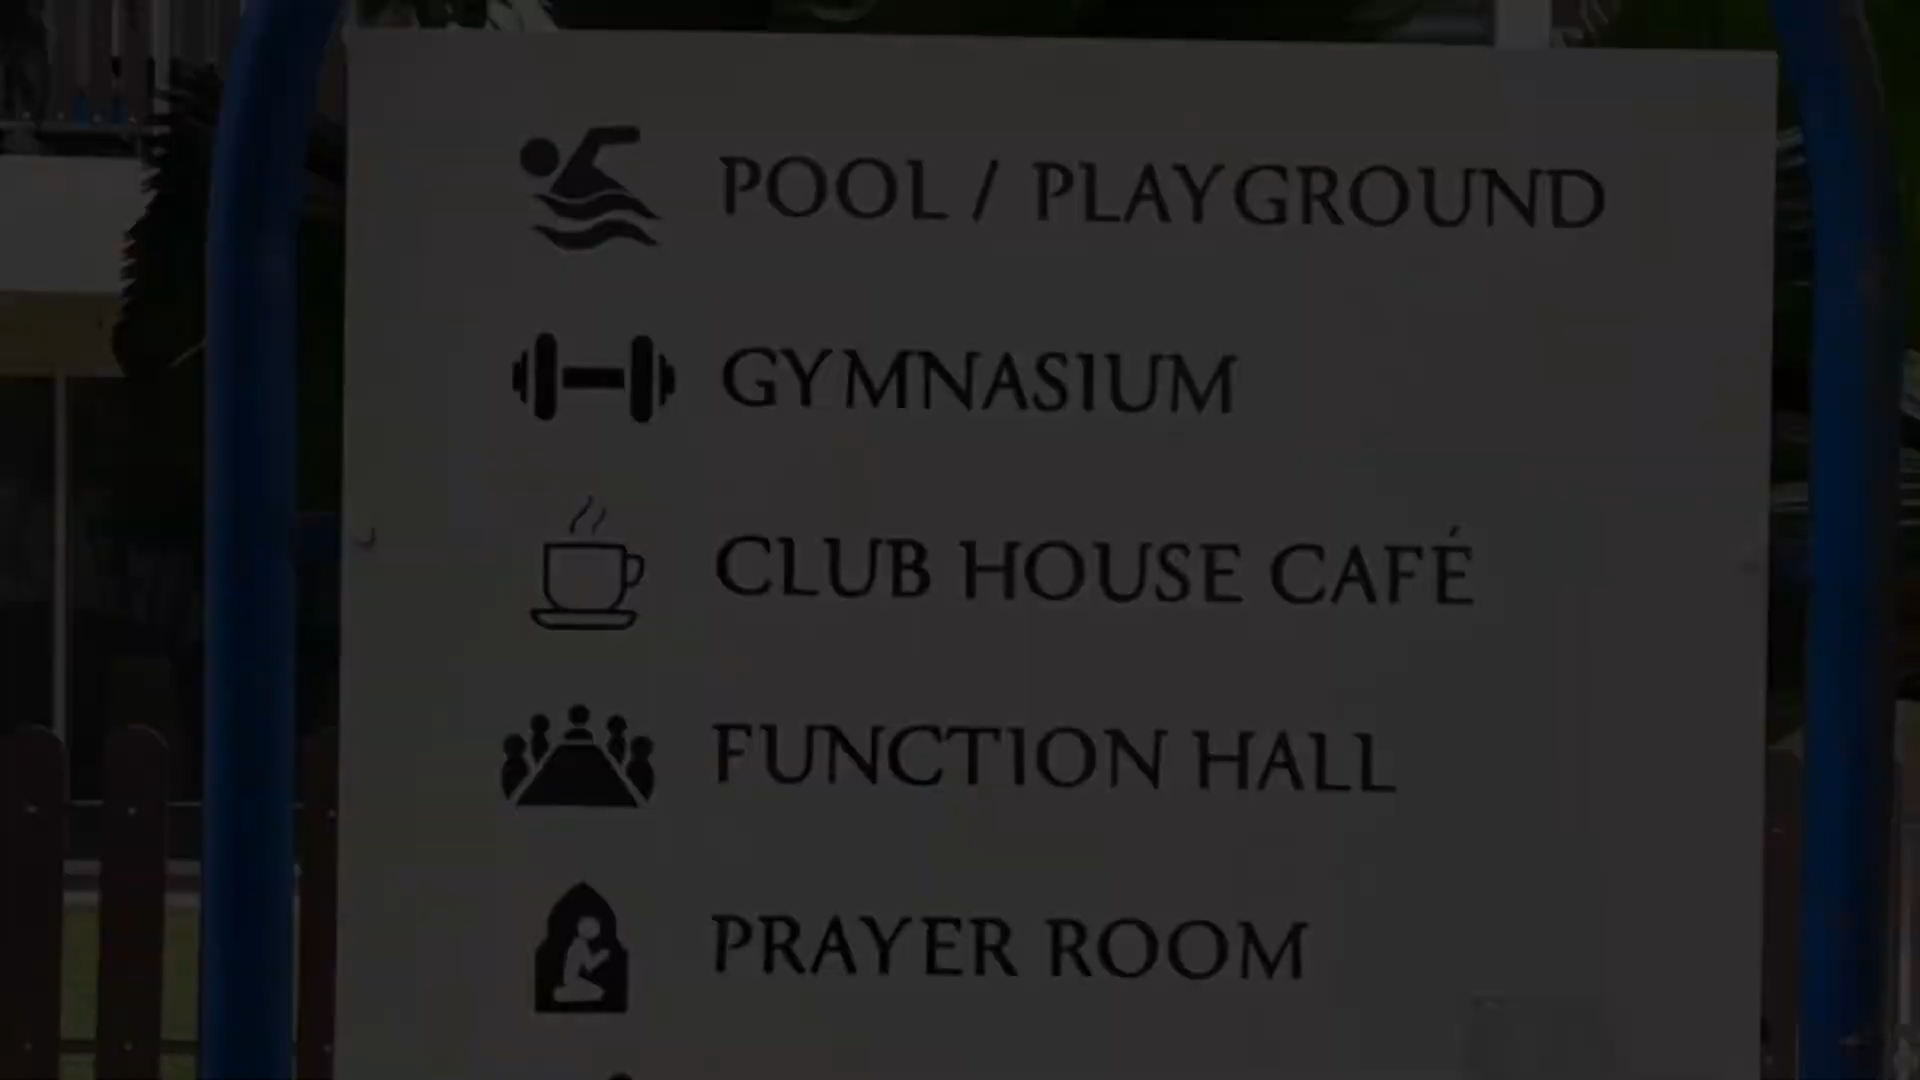 POOL / PLAYGROUND
GYMNASIUM
CLUB HOUSE CAFÉ
FUNCTION HALL
PRAYER ROOM